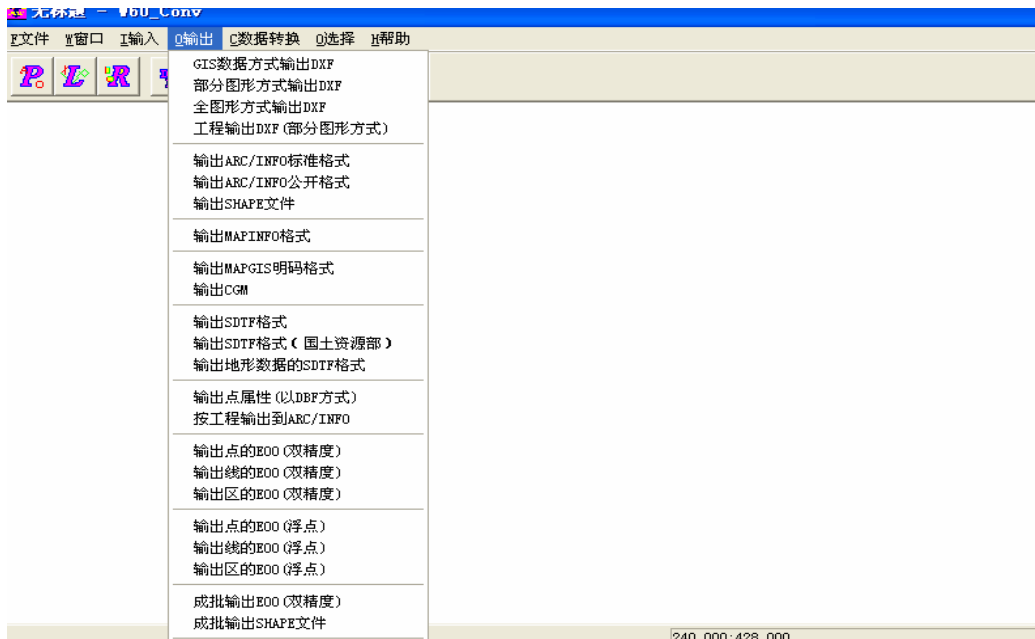 无标题 - W60_Conv
F文件 W窗口 I输入 O输出 C数据转换 O选择 H帮助
P L R
GIS数据方式输出DXF
部分图形方式输出DXF
全图形方式输出DXF
工程输出DXF(部分图形方式)
输出ARC/INFO标准格式
输出ARC/INFO公开格式
输出SHAPE文件
输出MAPINFO格式
输出MAPGIS明码格式
输出CGM
输出SDTF格式
输出SDTF格式(国土资源部)
输出地形数据的SDTF格式
输出点属性(以DBF方式)
按工程输出到ARC/INFO
输出点的E00(双精度)
输出线的E00(双精度)
输出区的E00(双精度)
输出点的E00(浮点)
输出线的E00(浮点)
输出区的E00(浮点)
成批输出E00(双精度)
成批输出SHAPE文件
240.000:428.000